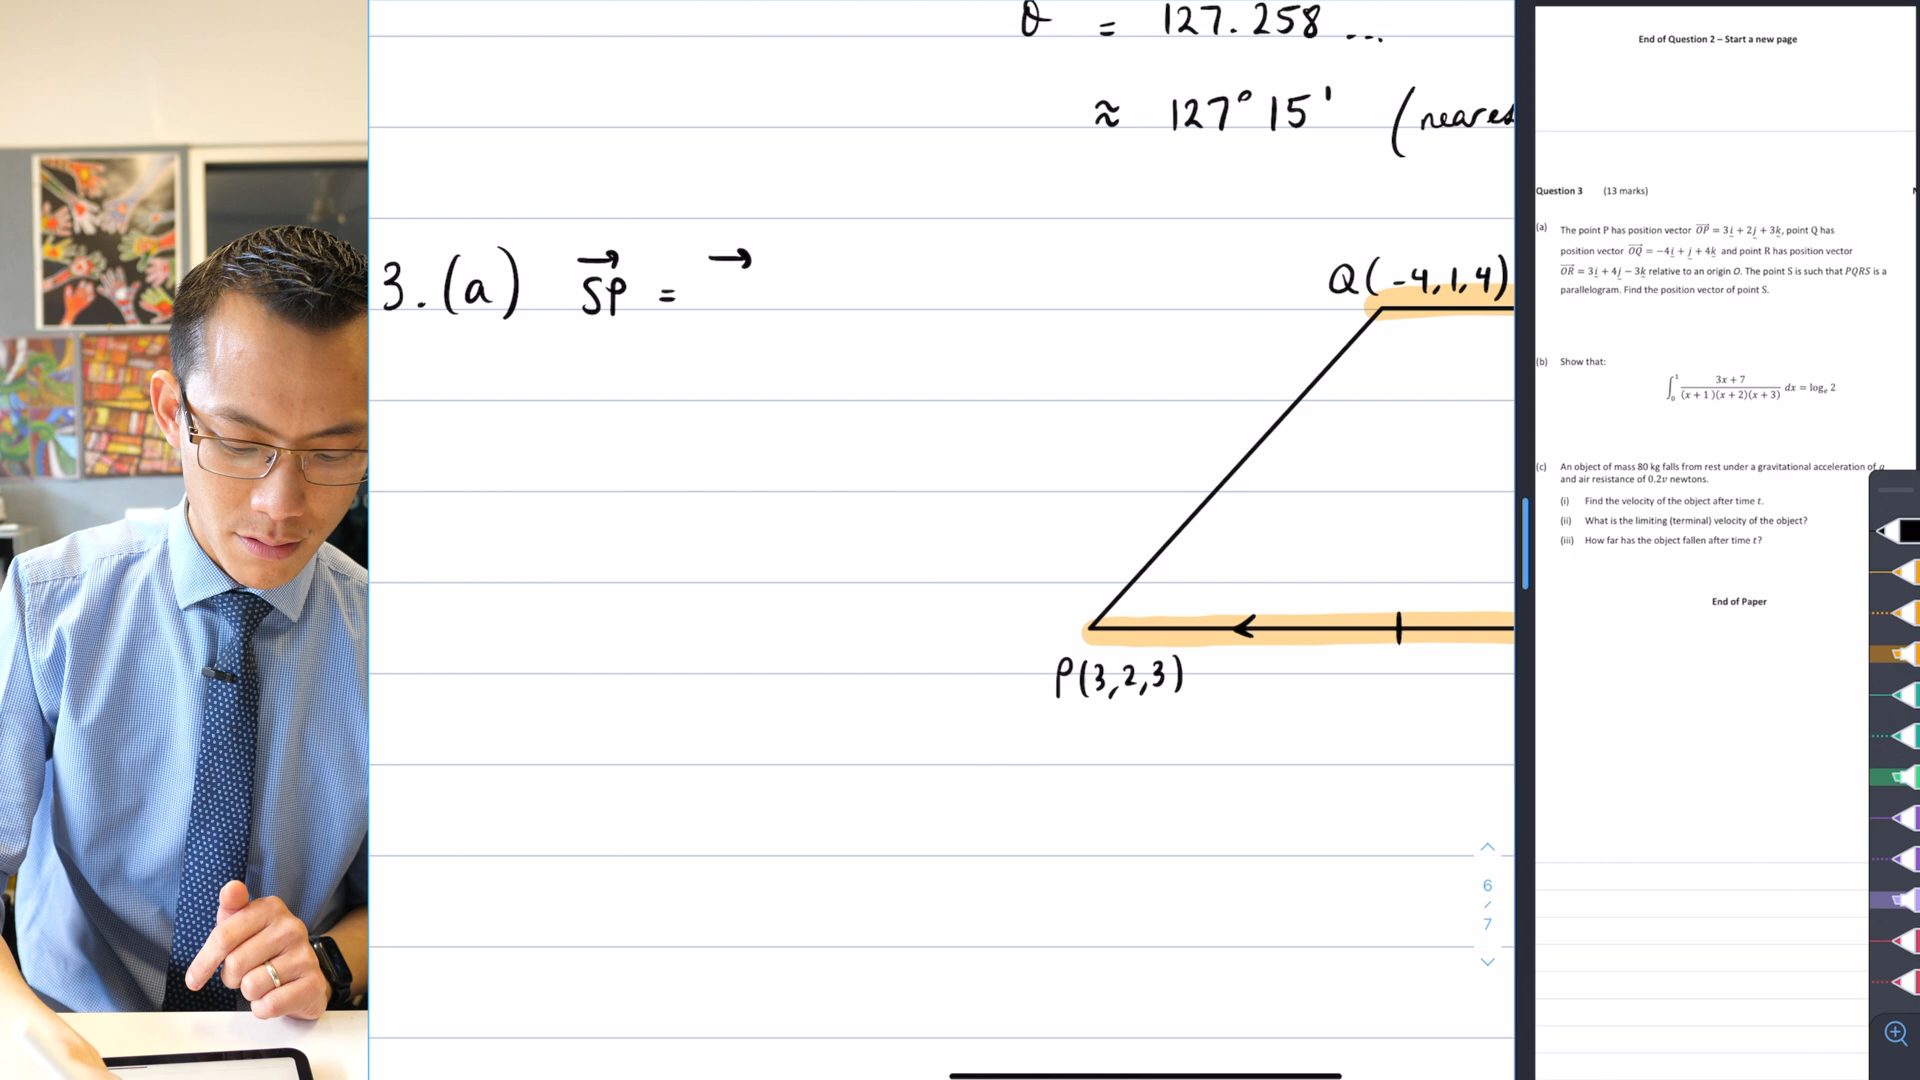 θ = 127.258 ...
≈ 127° 15' (neares
3. (a) SP =
Q(-4,1,4)
P(3,2,3)
6
/
7
End of Question 2 – Start a new page
Question 3 (13 marks)
(a) The point P has position vector OP = 3i + 2j + 3k, point Q has
position vector OQ = −4i + j + 4k and point R has position vector
OR = 3i + 4j − 3k relative to an origin O. The point S is such that PQRS is a
parallelogram. Find the position vector of point S.
(b) Show that:
∫₀¹ (3x + 7)/((x + 1)(x + 2)(x + 3)) dx = logₑ 2
(c) An object of mass 80 kg falls from rest under a gravitational acceleration of g
and air resistance of 0.2v newtons.
(i) Find the velocity of the object after time t.
(ii) What is the limiting (terminal) velocity of the object?
(iii) How far has the object fallen after time t?
End of Paper